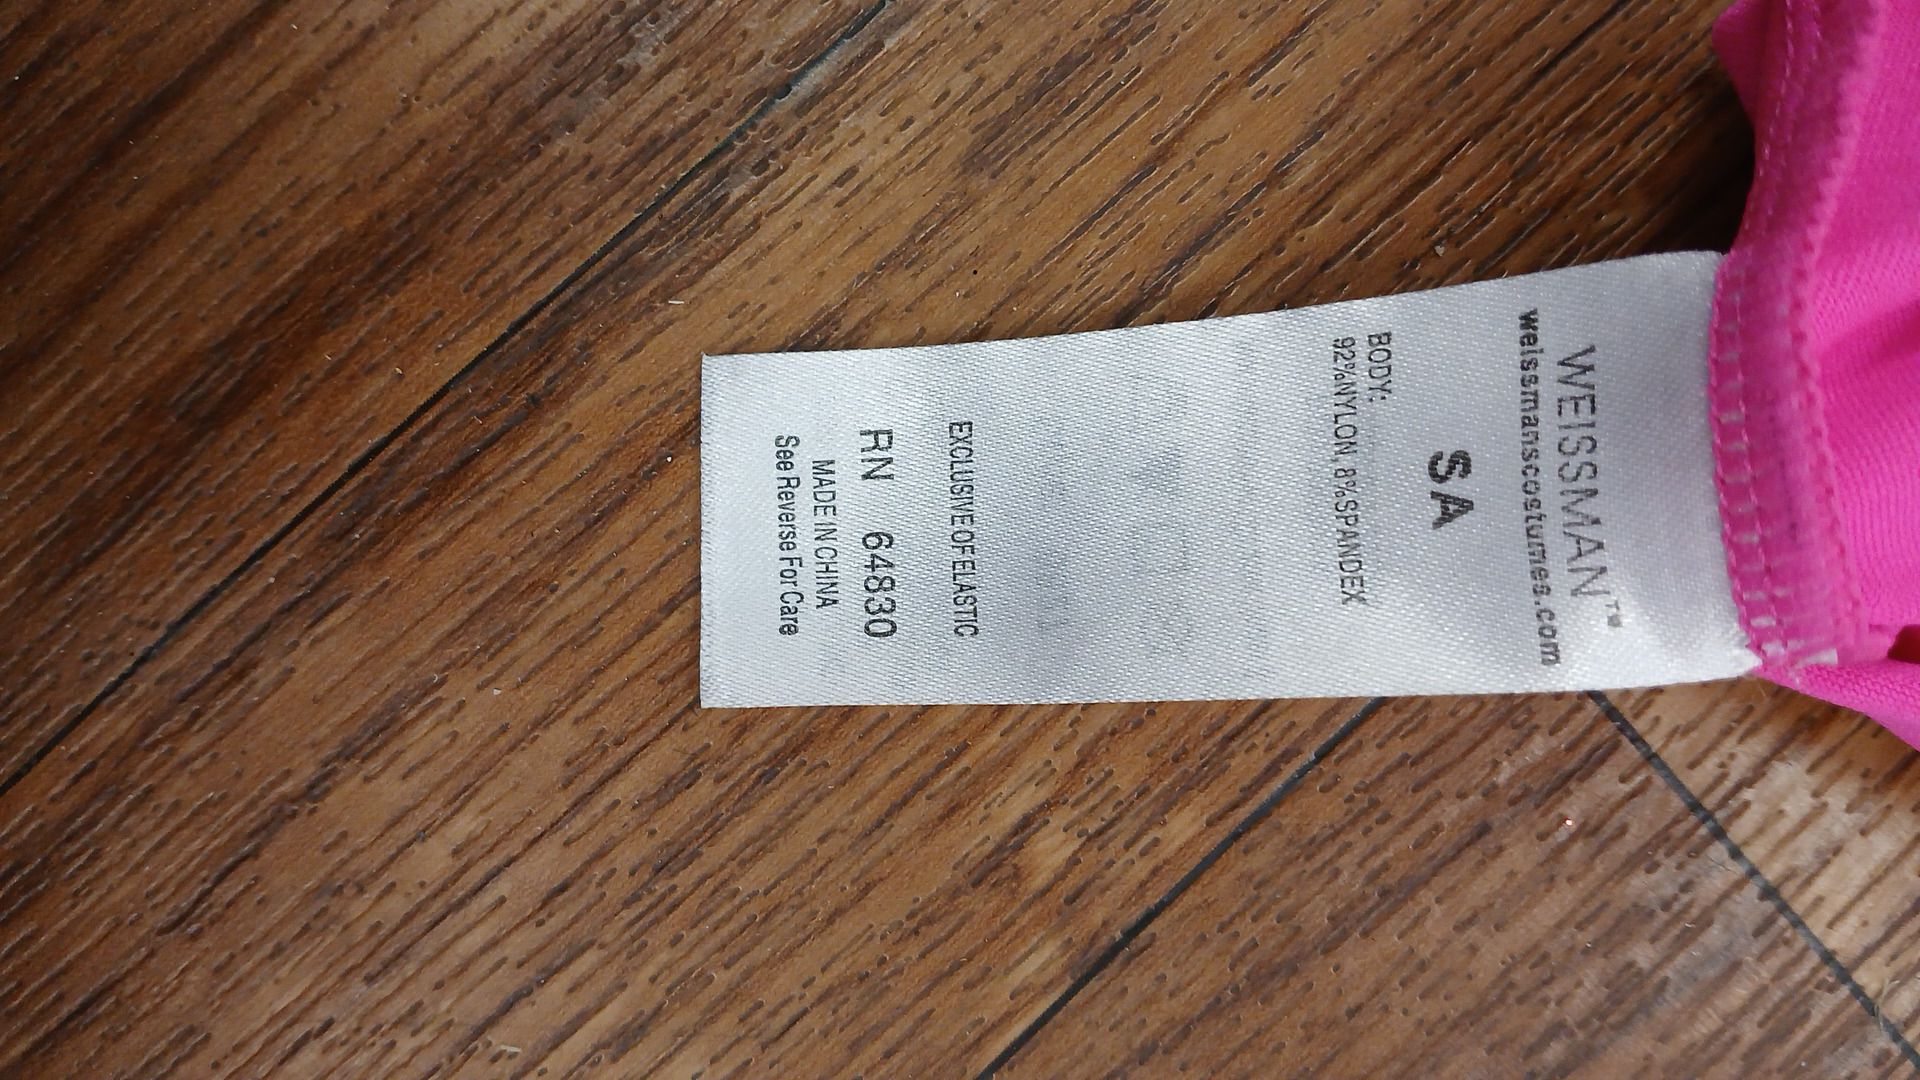 WEISSMAN™
weissmanscostumes.com
SA
BODY:
92%NYLON 8%SPANDEX
EXCLUSIVE OF ELASTIC
RN 64830
MADE IN CHINA
See Reverse For Care